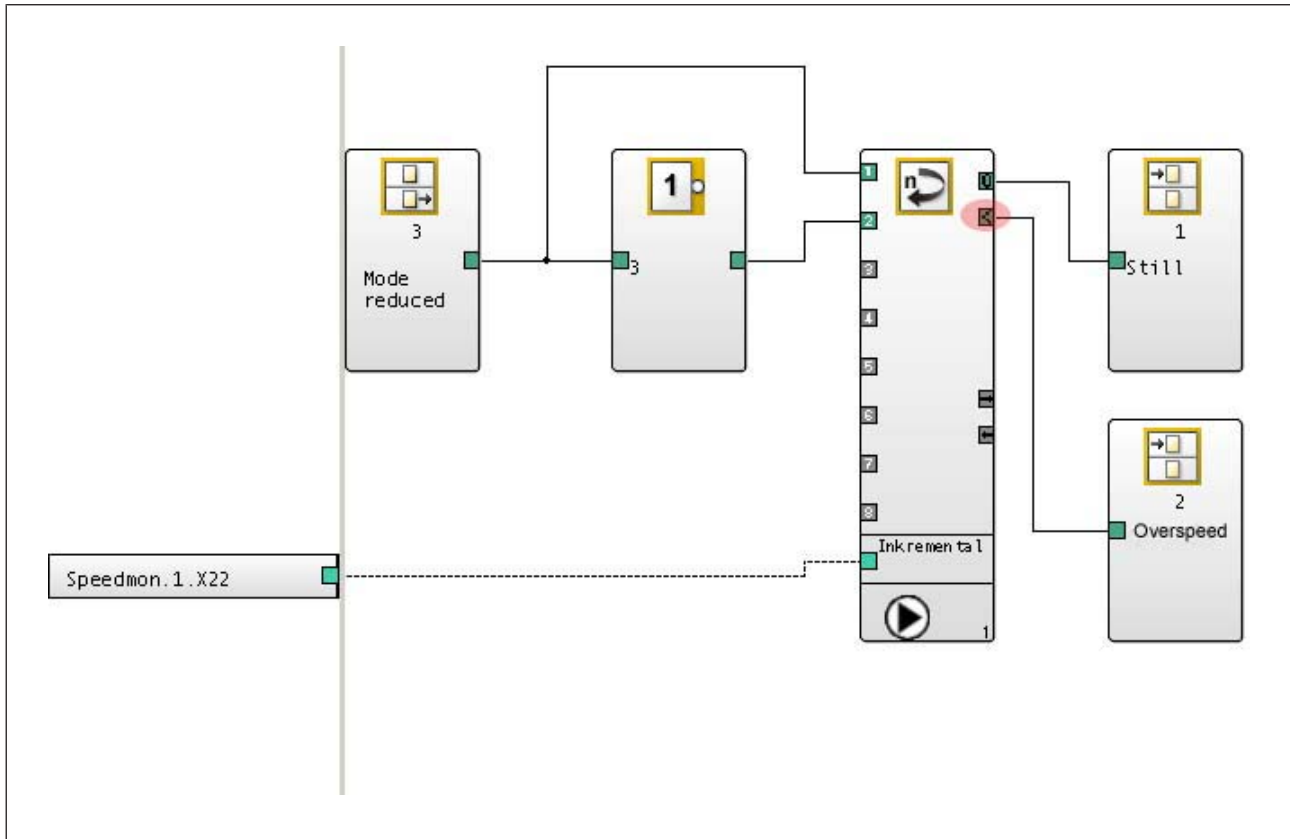 3
Mode
reduced
1
3
1
2
3
4
5
6
7
8
n
0
<
Inkremental
1
1
Still
2
Overspeed
Speedmon.1.X22